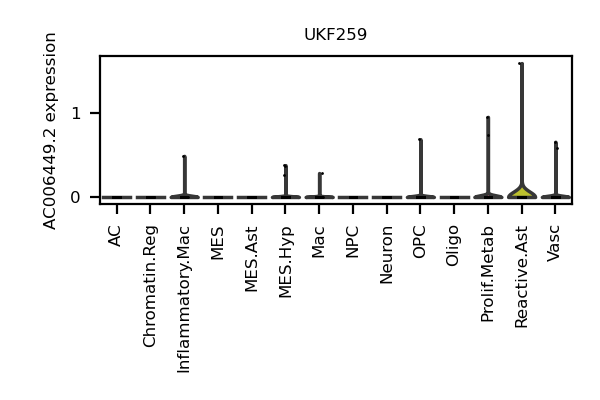 UKF259
AC006449.2 expression
1
0
AC
Chromatin.Reg
Inflammatory.Mac
MES
MES.Ast
MES.Hyp
Mac
NPC
Neuron
OPC
Oligo
Prolif.Metab
Reactive.Ast
Vasc